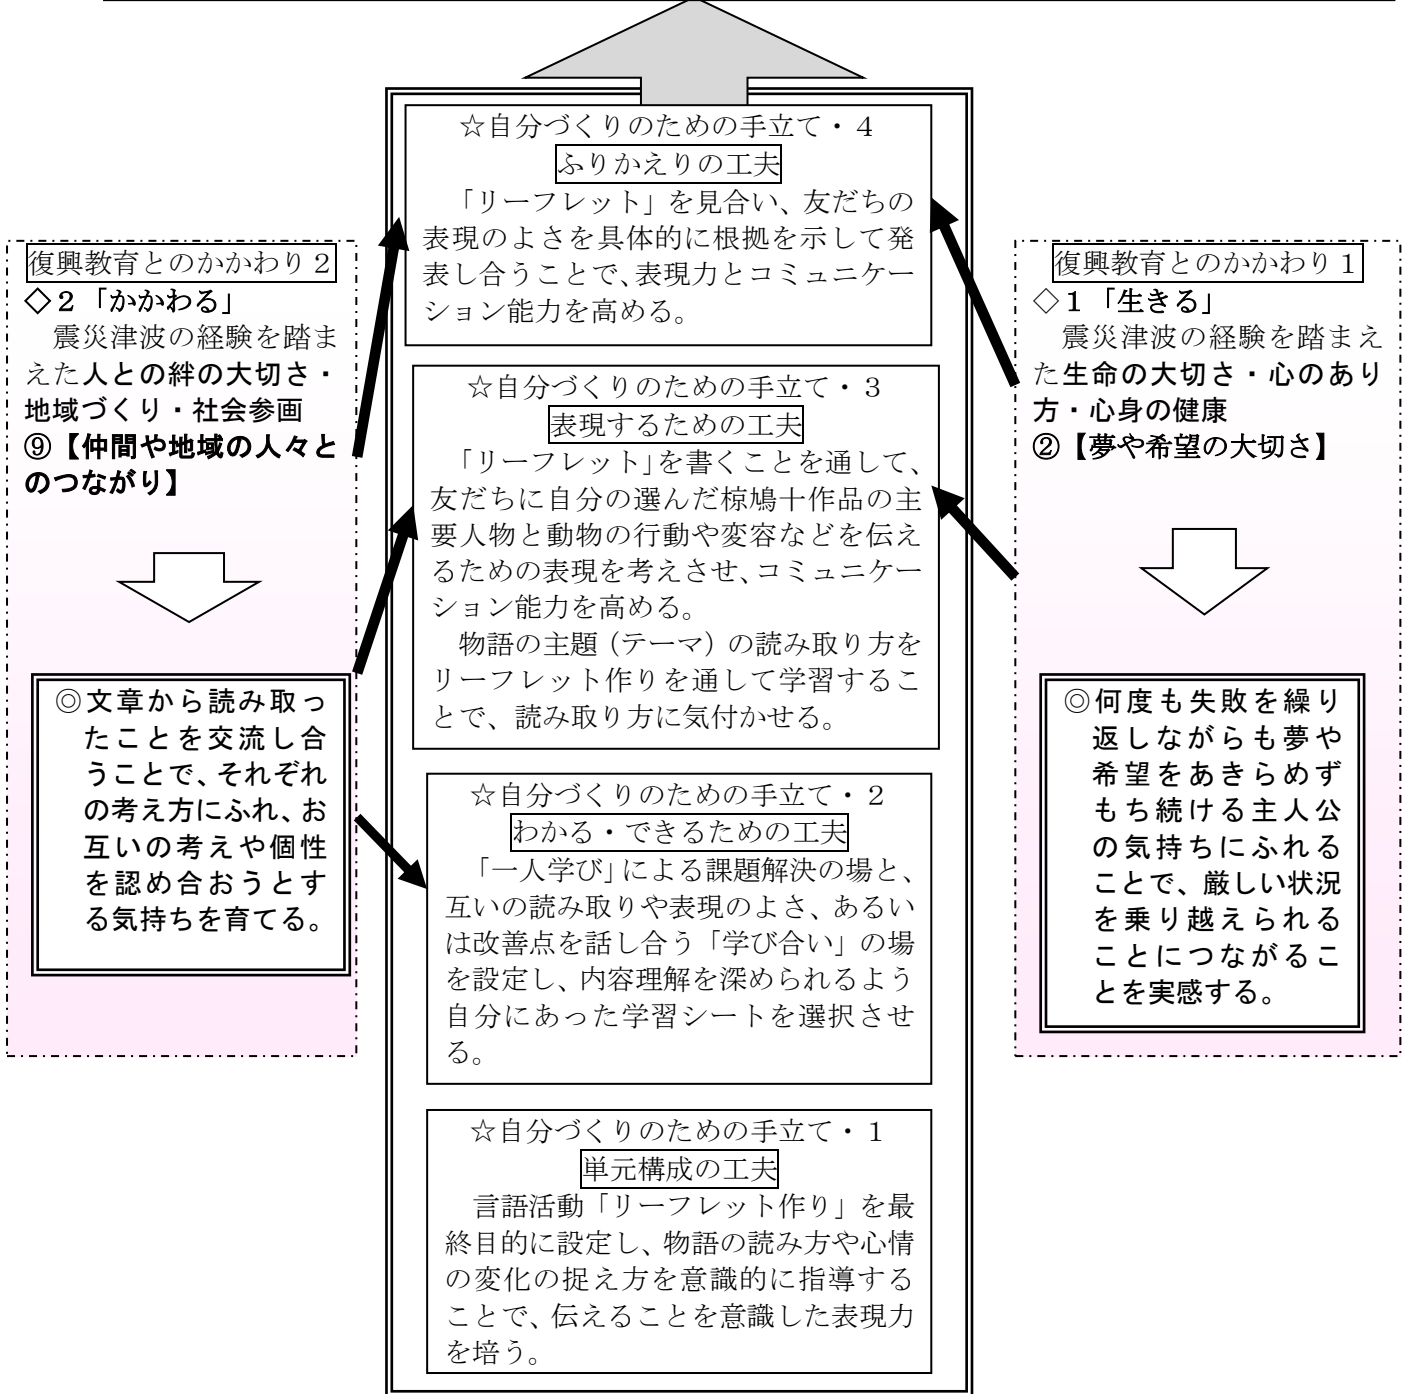 ☆自分づくりのための手立て・４
ふりかえりの工夫
「リーフレット」を見合い、友だちの
表現のよさを具体的に根拠を示して発
表し合うことで、表現力とコミュニケー
ション能力を高める。
復興教育とのかかわり２
◇２「かかわる」
震災津波の経験を踏ま
えた人との絆の大切さ・
地域づくり・社会参画
⑨【仲間や地域の人々と
のつながり】
◎文章から読み取っ
たことを交流し合
うことで、それぞれ
の考え方にふれ、お
互いの考えや個性
を認め合おうとす
る気持ちを育てる。
☆自分づくりのための手立て・３
表現するための工夫
「リーフレット」を書くことを通して、
友だちに自分の選んだ椋鳩十作品の主
要人物と動物の行動や変容などを伝え
るための表現を考えさせ、コミュニケー
ション能力を高める。
物語の主題（テーマ）の読み取り方を
リーフレット作りを通して学習するこ
とで、読み取り方に気付かせる。
☆自分づくりのための手立て・２
わかる・できるための工夫
「一人学び」による課題解決の場と、
互いの読み取りや表現のよさ、あるい
は改善点を話し合う「学び合い」の場
を設定し、内容理解を深められるよう
自分にあった学習シートを選択させ
る。
☆自分づくりのための手立て・１
単元構成の工夫
言語活動「リーフレット作り」を最
終目的に設定し、物語の読み方や心情
の変化の捉え方を意識的に指導する
ことで、伝えることを意識した表現力
を培う。
復興教育とのかかわり１
◇１「生きる」
震災津波の経験を踏まえ
た生命の大切さ・心のあり
方・心身の健康
②【夢や希望の大切さ】
◎何度も失敗を繰り
返しながらも夢や
希望をあきらめず
もち続ける主人公
の気持ちにふれる
ことで、厳しい状況
を乗り越えられる
ことにつながるこ
とを実感する。